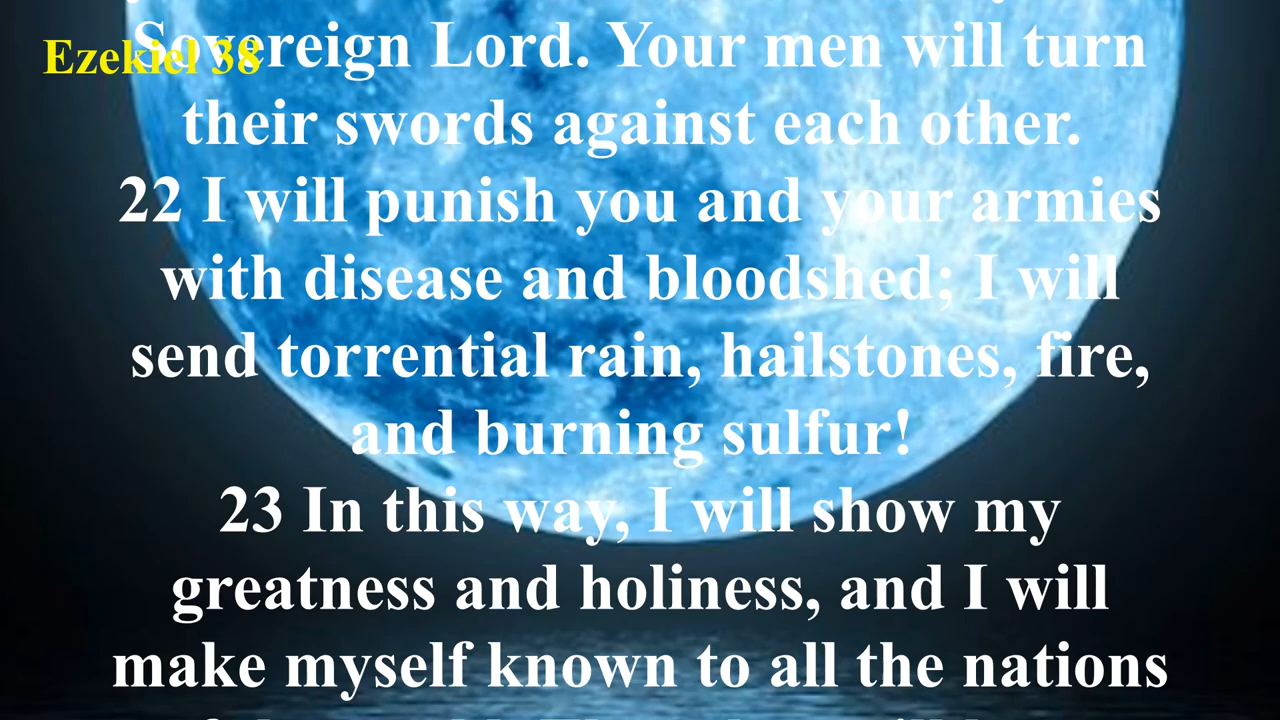 Ezekiel 38
Sovereign Lord. Your men will turn
their swords against each other.
22 I will punish you and your armies
with disease and bloodshed; I will
send torrential rain, hailstones, fire,
and burning sulfur!
23 In this way, I will show my
greatness and holiness, and I will
make myself known to all the nations